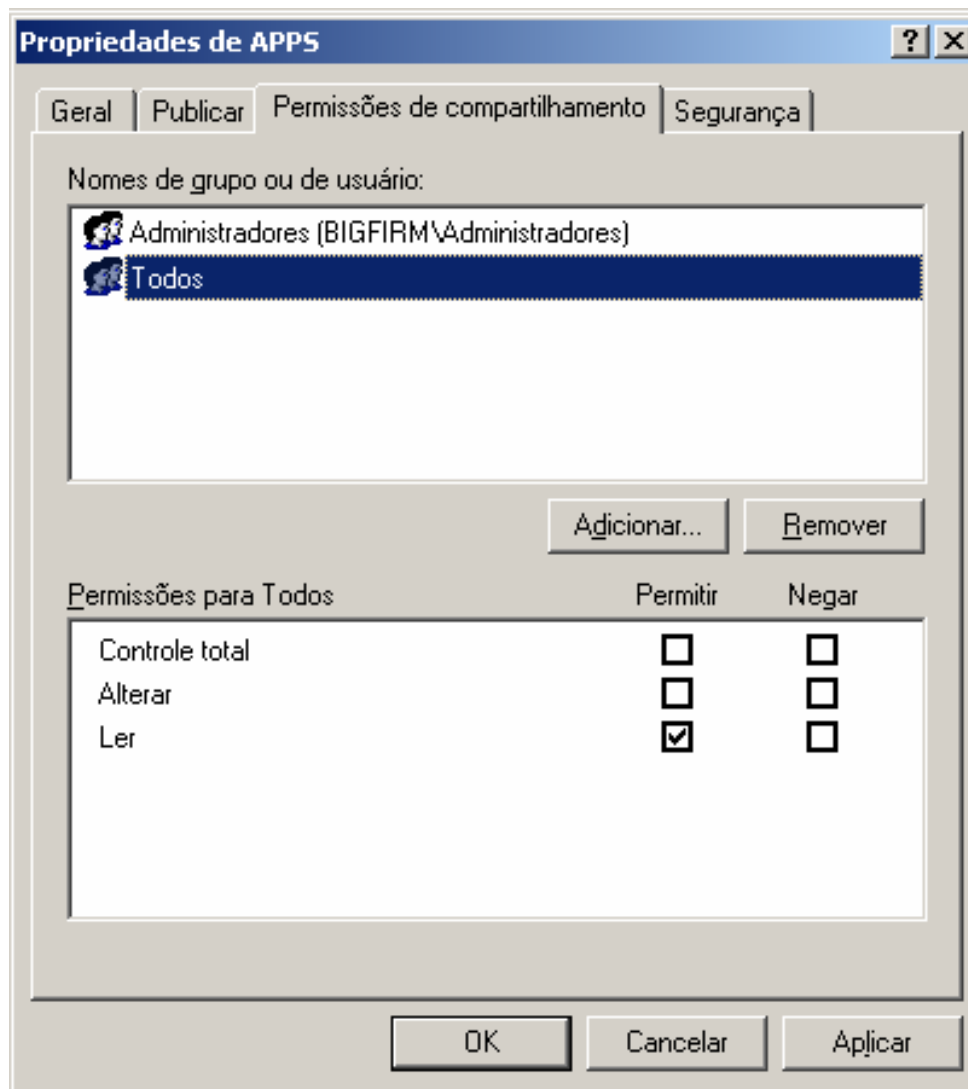 Propriedades de APPS
Geral Publicar Permissões de compartilhamento Segurança
Nomes de grupo ou de usuário:
Administradores (BIGFIRM\Administradores)
Todos
Adicionar... Remover
Permissões para Todos Permitir Negar
Controle total
Alterar
Ler
OK Cancelar Aplicar